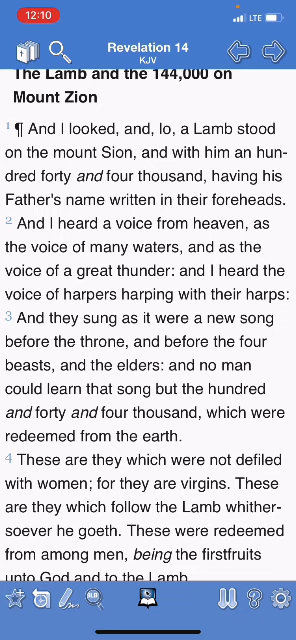 12:10
LTE
Revelation 14
KJV
The Lamb and the 144,000 on
Mount Zion
1 ¶ And I looked, and, lo, a Lamb stood
on the mount Sion, and with him an hun-
dred forty and four thousand, having his
Father's name written in their foreheads.
2 And I heard a voice from heaven, as
the voice of many waters, and as the
voice of a great thunder: and I heard the
voice of harpers harping with their harps:
3 And they sung as it were a new song
before the throne, and before the four
beasts, and the elders: and no man
could learn that song but the hundred
and forty and four thousand, which were
redeemed from the earth.
4 These are they which were not defiled
with women; for they are virgins. These
are they which follow the Lamb whither-
soever he goeth. These were redeemed
from among men, being the firstfruits
unto God and to the Lamb
BLB